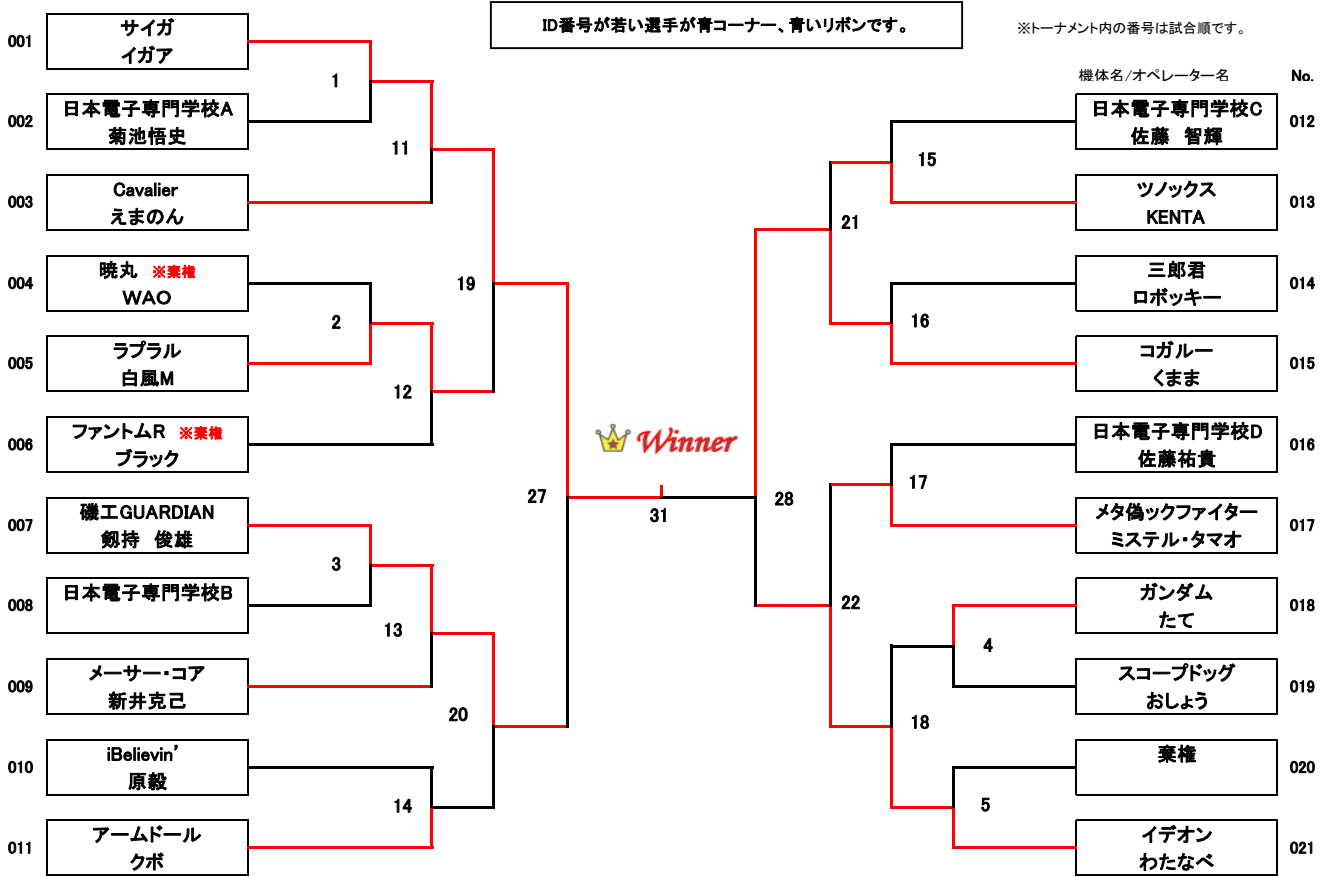 ID番号が若い選手が青コーナー、青いリボンです。
※トーナメント内の番号は試合順です。
機体名/オペレーター名 No.
001
サイガ
イガア
002
日本電子専門学校A
菊池悟史
003
Cavalier
えまのん
004
暁丸 ※棄権
WAO
005
ラプラル
白風M
006
ファントムR ※棄権
ブラック
007
磯工GUARDIAN
剱持 俊雄
008
日本電子専門学校B
009
メーサー・コア
新井克己
010
iBelievin’
原毅
011
アームドール
クボ
1
11
2
12
19
3
13
14
20
27
Winner
31
28
15
21
16
17
22
4
18
5
日本電子専門学校C
佐藤 智輝
012
ツノックス
KENTA
013
三郎君
ロボッキー
014
コガルー
くまま
015
日本電子専門学校D
佐藤祐貴
016
メタ偽ックファイター
ミステル・タマオ
017
ガンダム
たて
018
スコープドッグ
おしょう
019
棄権
020
イデオン
わたなべ
021